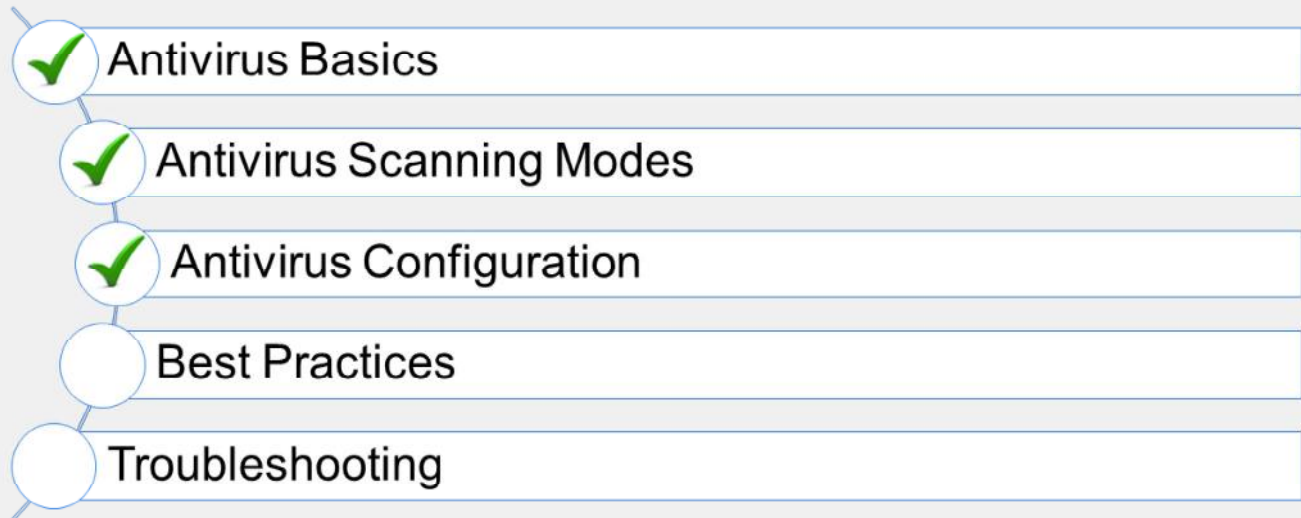 Antivirus Basics
Antivirus Scanning Modes
Antivirus Configuration
Best Practices
Troubleshooting